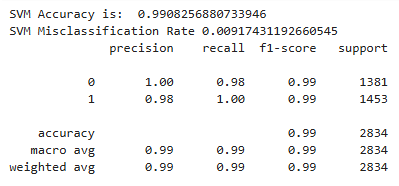 SVM Accuracy is:  0.9908256880733946
SVM Misclassification Rate 0.00917431192660545
              precision    recall  f1-score   support

           0       1.00      0.98      0.99      1381
           1       0.98      1.00      0.99      1453

    accuracy                           0.99      2834
   macro avg       0.99      0.99      0.99      2834
weighted avg       0.99      0.99      0.99      2834